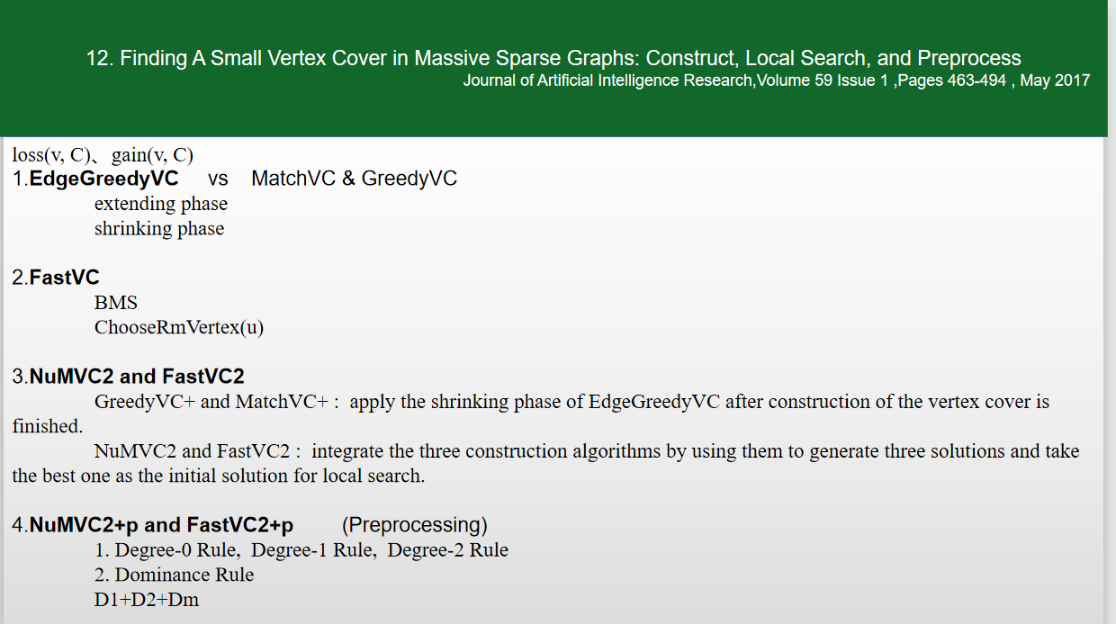 12. Finding A Small Vertex Cover in Massive Sparse Graphs: Construct, Local Search, and Preprocess
Journal of Artificial Intelligence Research,Volume 59 Issue 1 ,Pages 463-494 , May 2017
loss(v, C)、gain(v, C)
1.EdgeGreedyVC vs MatchVC & GreedyVC
extending phase
shrinking phase
2.FastVC
BMS
ChooseRmVertex(u)
3.NuMVC2 and FastVC2
GreedyVC+ and MatchVC+ : apply the shrinking phase of EdgeGreedyVC after construction of the vertex cover is
finished.
NuMVC2 and FastVC2 : integrate the three construction algorithms by using them to generate three solutions and take
the best one as the initial solution for local search.
4.NuMVC2+p and FastVC2+p (Preprocessing)
1. Degree-0 Rule, Degree-1 Rule, Degree-2 Rule
2. Dominance Rule
D1+D2+Dm